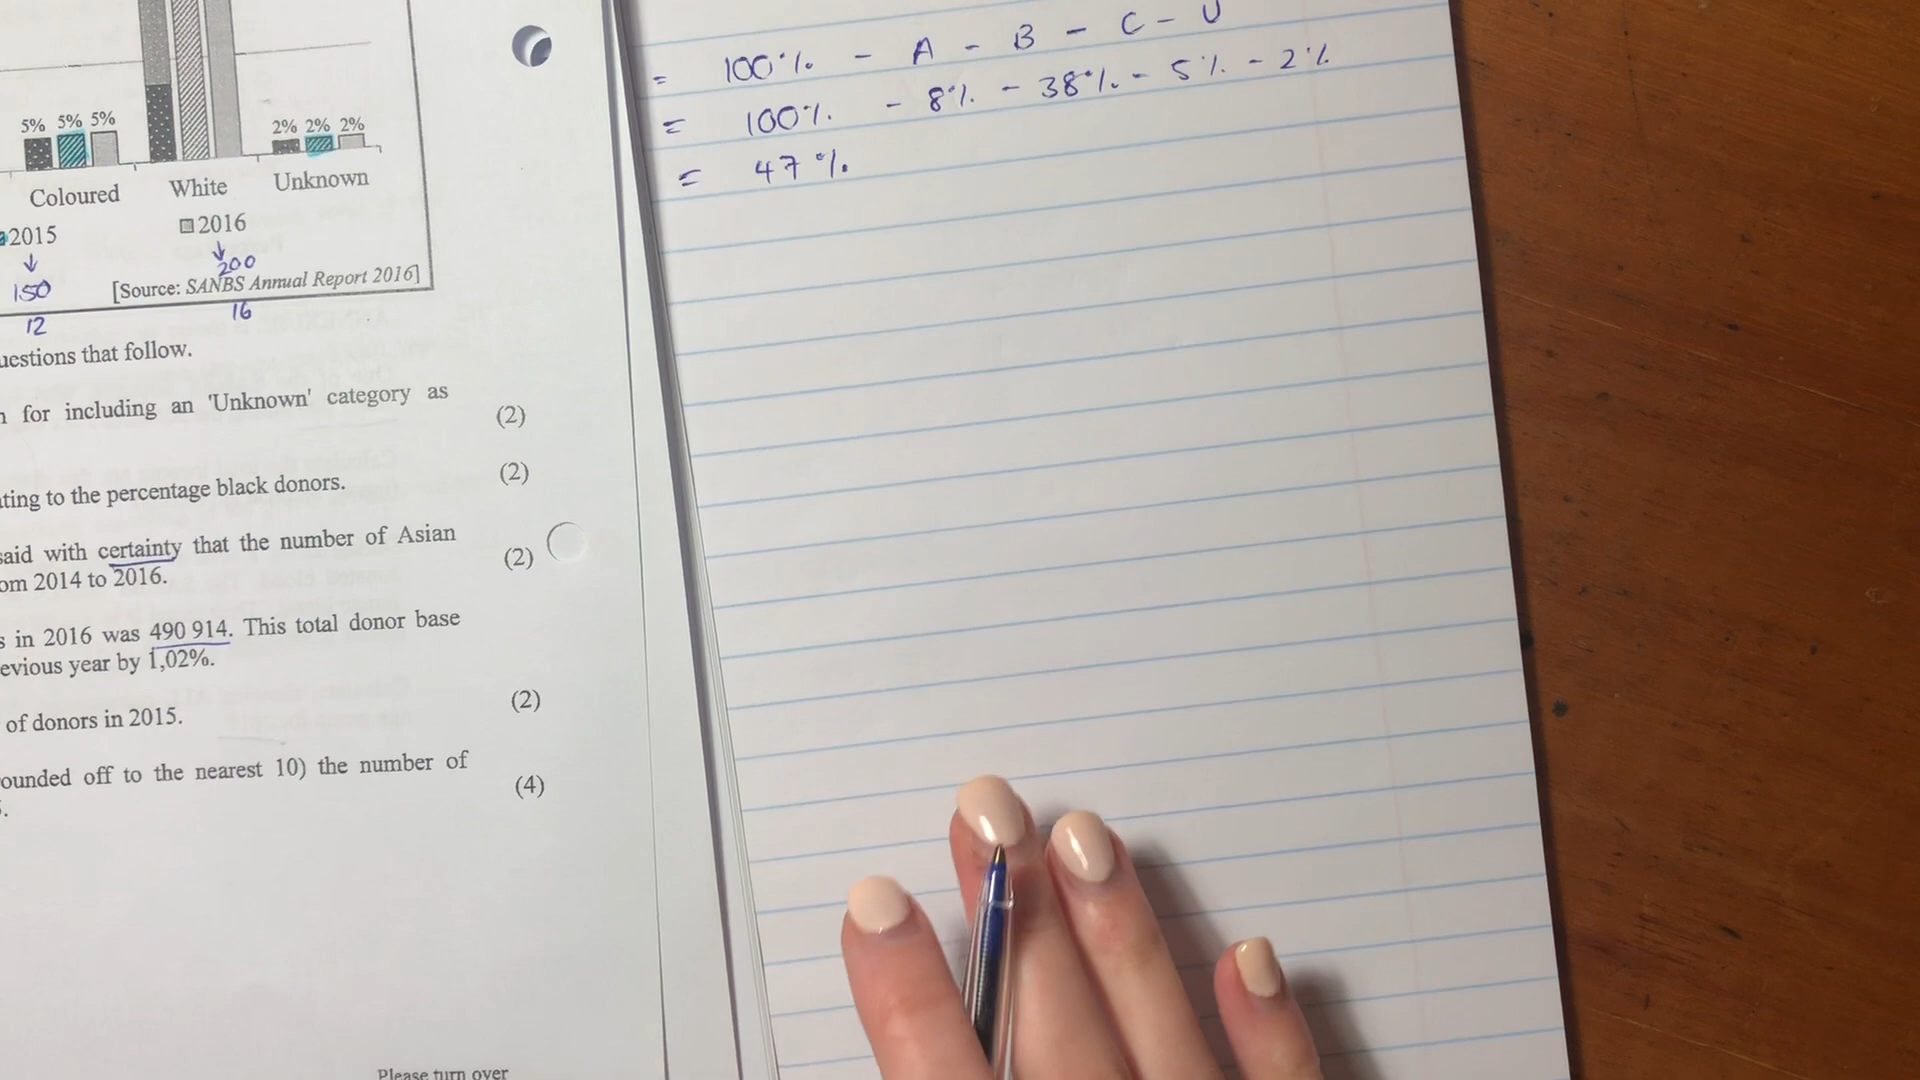 5% 5% 5%
2% 2% 2%
Coloured White Unknown
2015 2016
150 200
[Source: SANBS Annual Report 2016]
12 16
uestions that follow.
for including an 'Unknown' category as (2)
ting to the percentage black donors. (2)
said with certainty that the number of Asian
om 2014 to 2016. (2)
s in 2016 was 490 914. This total donor base
evious year by 1,02%.
of donors in 2015. (2)
ounded off to the nearest 10) the number of (4)
Please turn over
= 100% - A - B - C - U
= 100% - 8% - 38% - 5% - 2%
= 47%